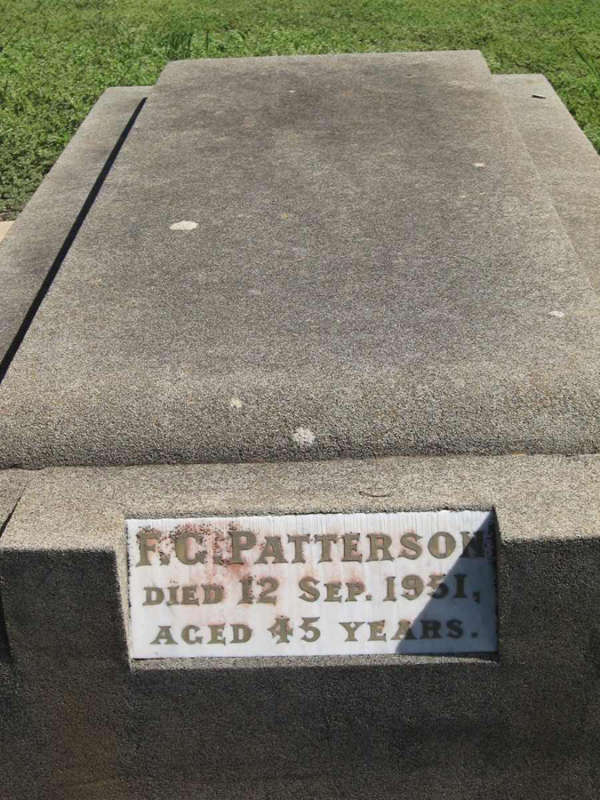 F.C. PATTERSON
DIED 12 SEP. 1951,
AGED 45 YEARS.